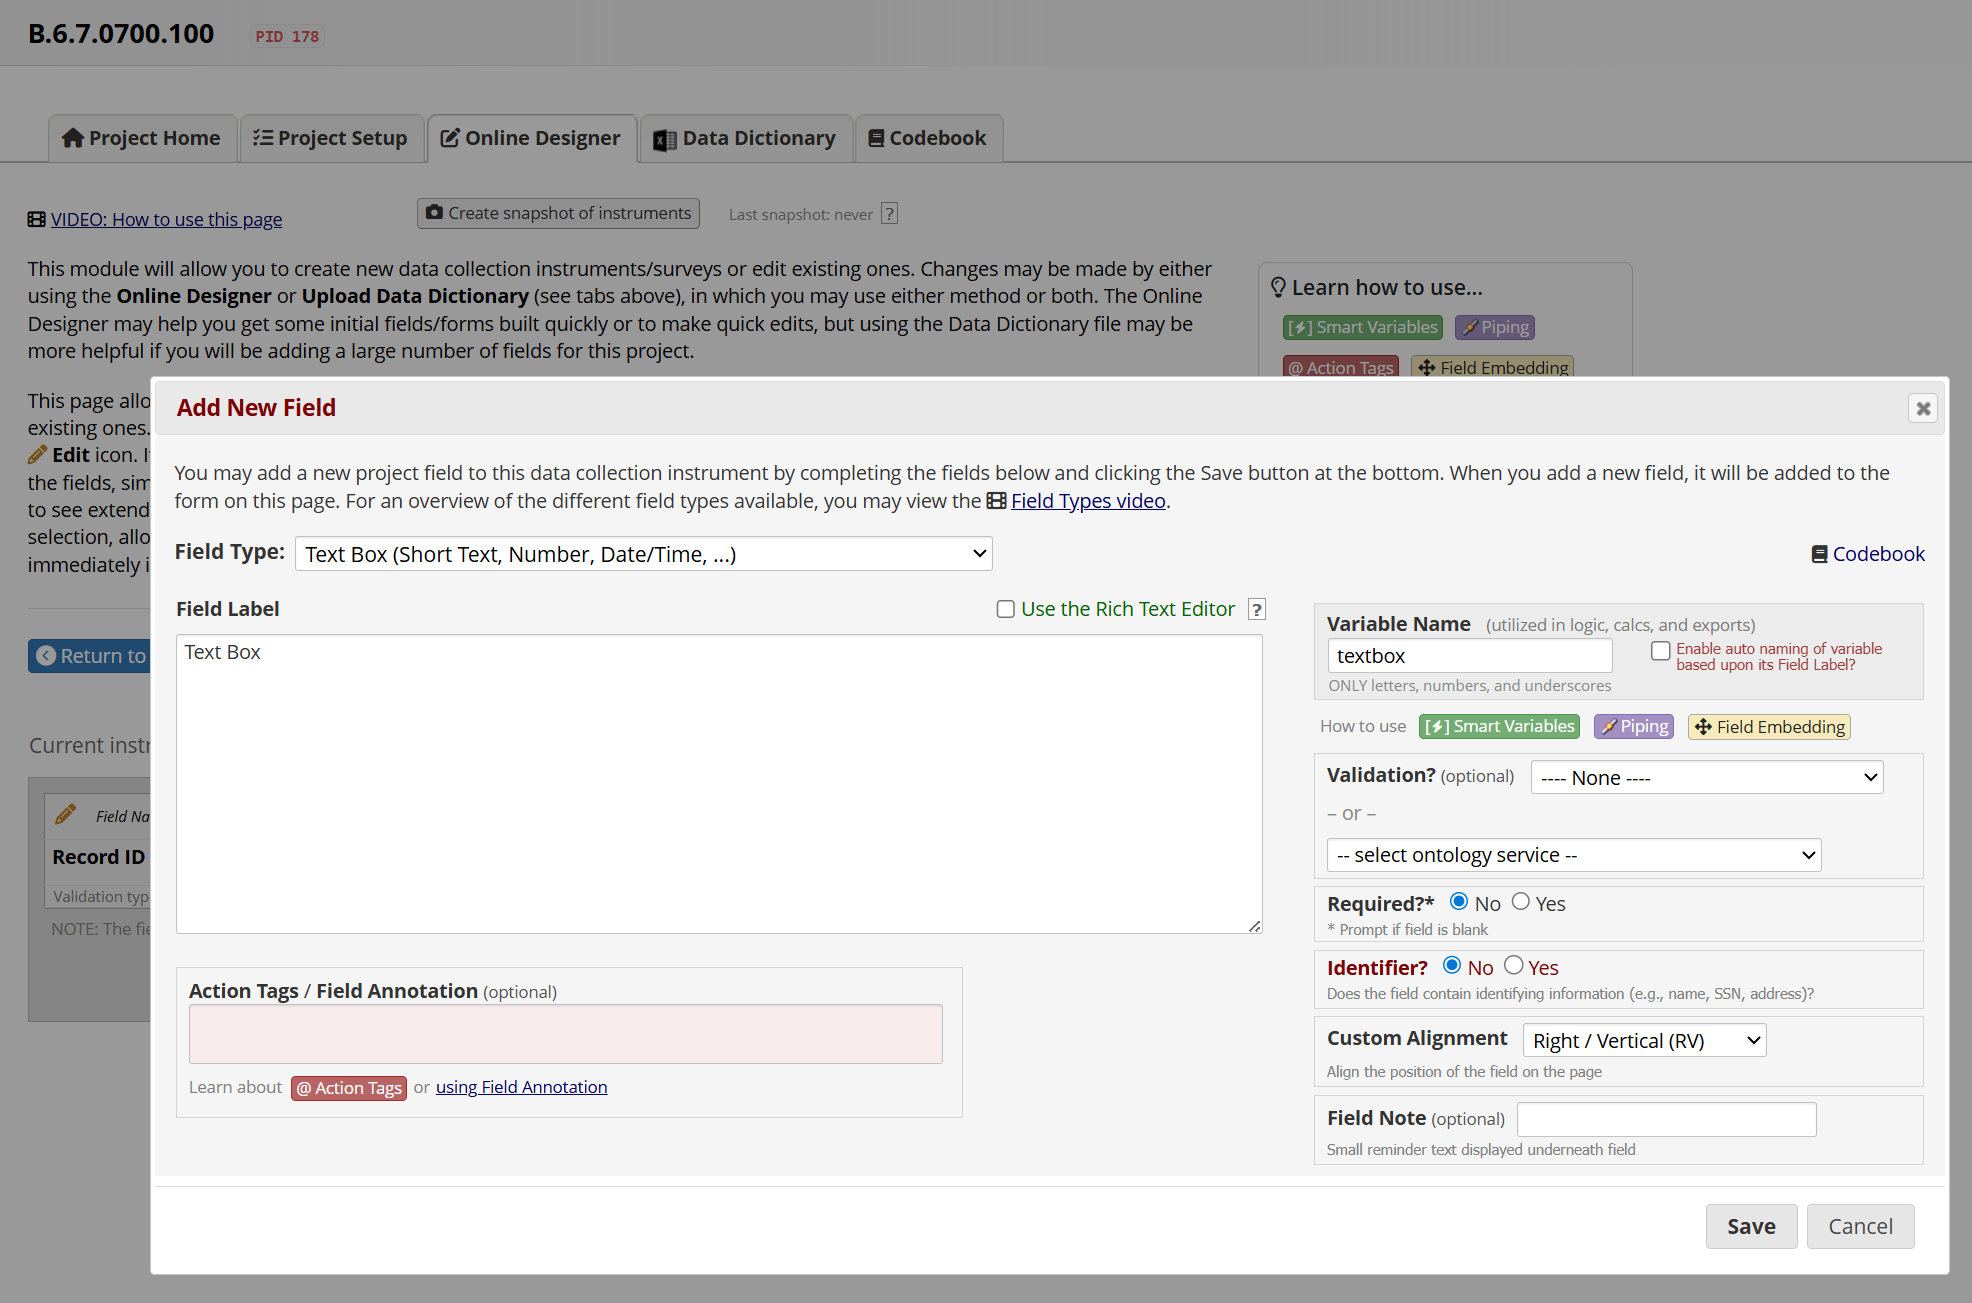 B.6.7.0700.100 PID 178
Project Home Project Setup Online Designer Data Dictionary Codebook
VIDEO: How to use this page Create snapshot of instruments Last snapshot: never ?
This module will allow you to create new data collection instruments/surveys or edit existing ones. Changes may be made by either
using the Online Designer or Upload Data Dictionary (see tabs above), in which you may use either method or both. The Online
Designer may help you get some initial fields/forms built quickly or to make quick edits, but using the Data Dictionary file may be
more helpful if you will be adding a large number of fields for this project.
Learn how to use...
[⚡] Smart Variables Piping
@ Action Tags Field Embedding
This page allo
existing ones.
Edit icon. I
the fields, sim
to see extend
selection, allo
immediately i
Return to
Current instr
Field Na
Record ID
Validation typ
NOTE: The fie
Add New Field
You may add a new project field to this data collection instrument by completing the fields below and clicking the Save button at the bottom. When you add a new field, it will be added to the
form on this page. For an overview of the different field types available, you may view the Field Types video.
Field Type: Text Box (Short Text, Number, Date/Time, ...)
Codebook
Field Label Use the Rich Text Editor ?
Text Box
Action Tags / Field Annotation (optional)
Learn about @ Action Tags or using Field Annotation
Variable Name (utilized in logic, calcs, and exports)
textbox
Enable auto naming of variable
based upon its Field Label?
ONLY letters, numbers, and underscores
How to use [⚡] Smart Variables Piping Field Embedding
Validation? (optional) ---- None ----
– or –
-- select ontology service --
Required?* No Yes
* Prompt if field is blank
Identifier? No Yes
Does the field contain identifying information (e.g., name, SSN, address)?
Custom Alignment Right / Vertical (RV)
Align the position of the field on the page
Field Note (optional)
Small reminder text displayed underneath field
Save Cancel